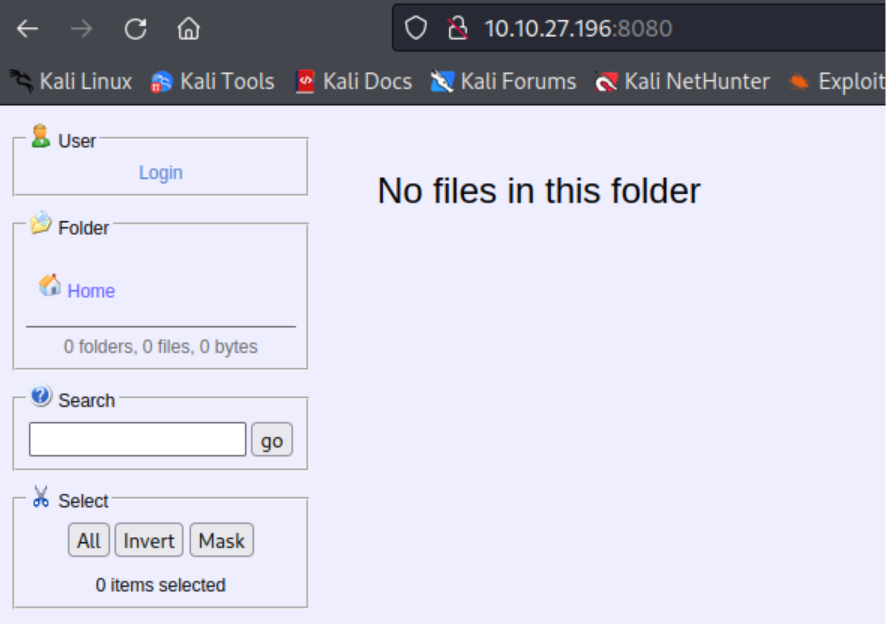 10.10.27.196:8080
Kali Linux Kali Tools Kali Docs Kali Forums Kali NetHunter Exploit
User
Login
No files in this folder
Folder
Home
0 folders, 0 files, 0 bytes
Search
go
Select
All Invert Mask
0 items selected